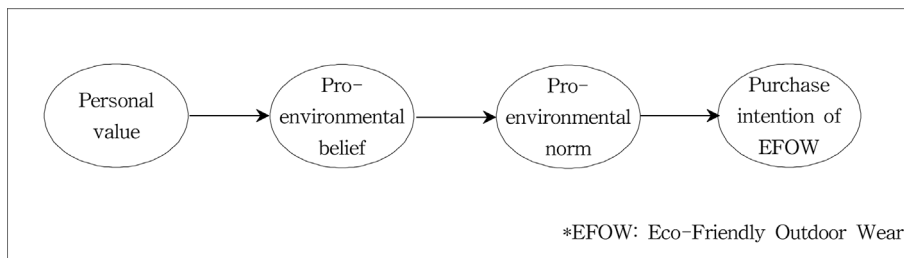 Personal
value
Pro-
environmental
belief
Pro-
environmental
norm
Purchase
intention of
EFOW
*EFOW: Eco-Friendly Outdoor Wear